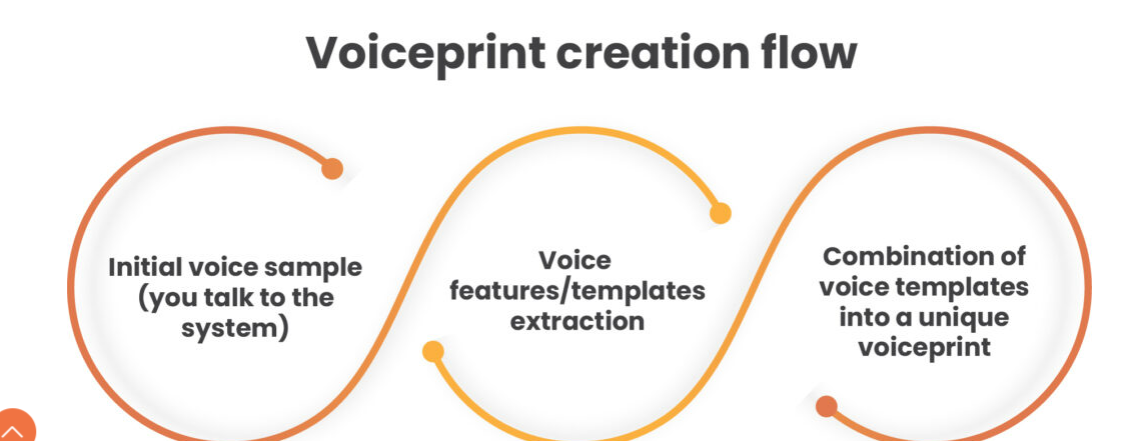 Voiceprint creation flow
Initial voice sample
(you talk to the
system)
Voice
features/templates
extraction
Combination of
voice templates
into a unique
voiceprint